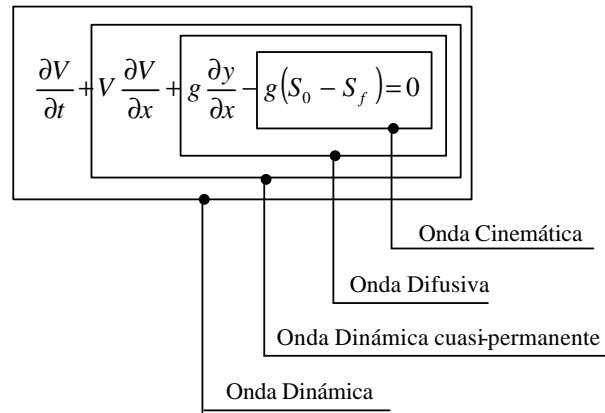 ∂V/∂t + V ∂V/∂x + g ∂y/∂x − g(S₀ − S_f) = 0
Onda Cinemática
Onda Difusiva
Onda Dinámica cuasi-permanente
Onda Dinámica